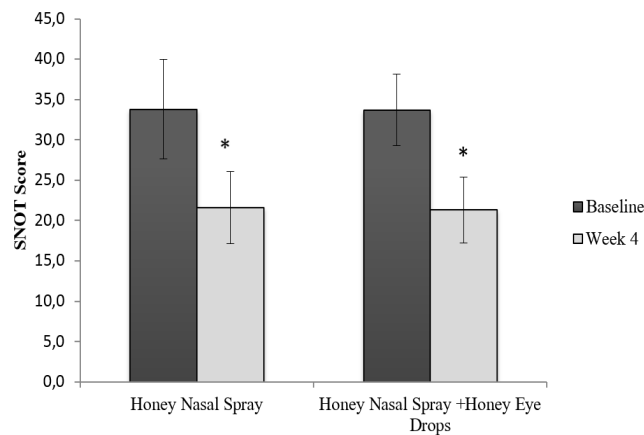 45,0
40,0
35,0
30,0
25,0
20,0
15,0
10,0
5,0
0,0
SNOT Score
*
*
Baseline
Week 4
Honey Nasal Spray
Honey Nasal Spray +Honey Eye
Drops